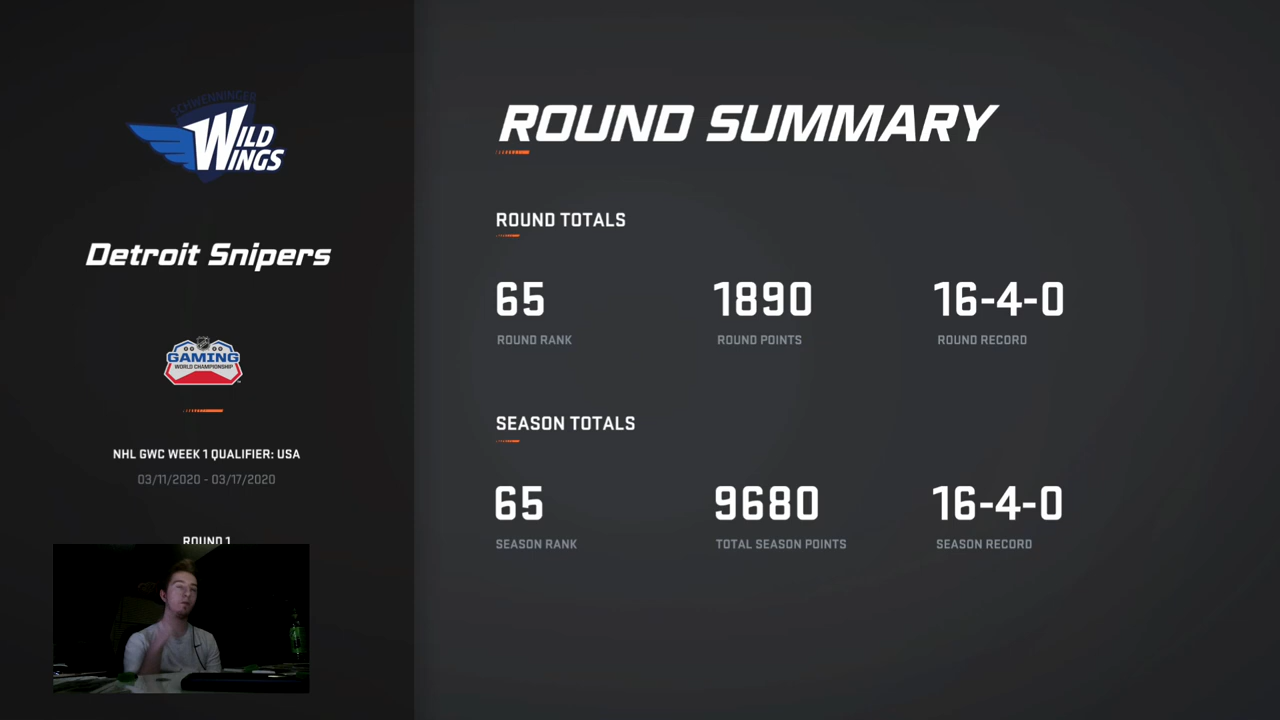 SCHWENNINGER
WILD
WINGS
Detroit Snipers
GAMING
WORLD CHAMPIONSHIP
NHL GWC WEEK 1 QUALIFIER: USA
03/11/2020 - 03/17/2020
ROUND 1
ROUND SUMMARY
ROUND TOTALS
65 1890 16-4-0
ROUND RANK ROUND POINTS ROUND RECORD
SEASON TOTALS
65 9680 16-4-0
SEASON RANK TOTAL SEASON POINTS SEASON RECORD